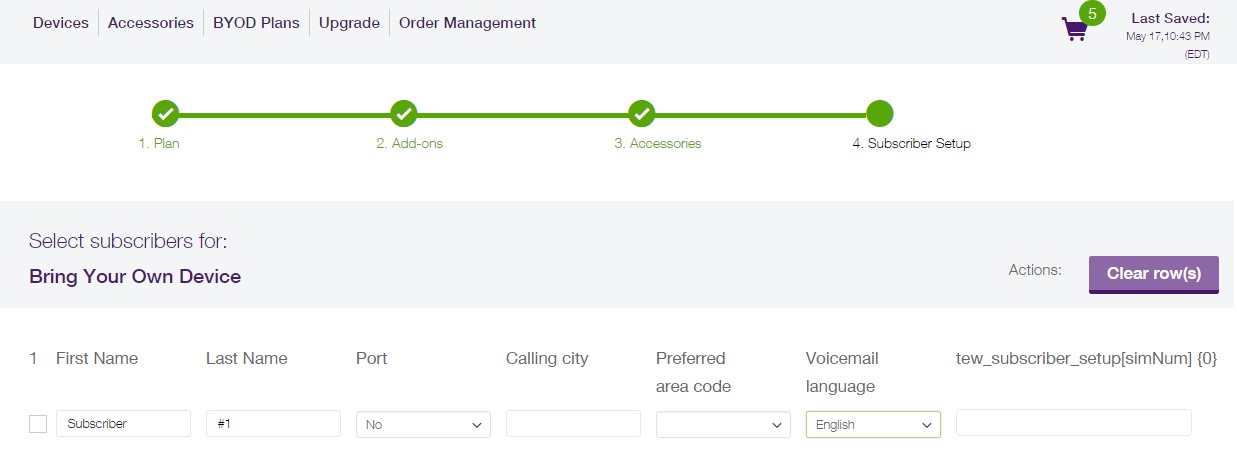 Devices Accessories BYOD Plans Upgrade Order Management
5
Last Saved:
May 17,10:43 PM
(EDT)
1. Plan 2. Add-ons 3. Accessories 4. Subscriber Setup
Select subscribers for:
Bring Your Own Device
Actions: Clear row(s)
1 First Name Last Name Port Calling city Preferred area code Voicemail language tew_subscriber_setup[simNum] {0}
Subscriber #1 No English